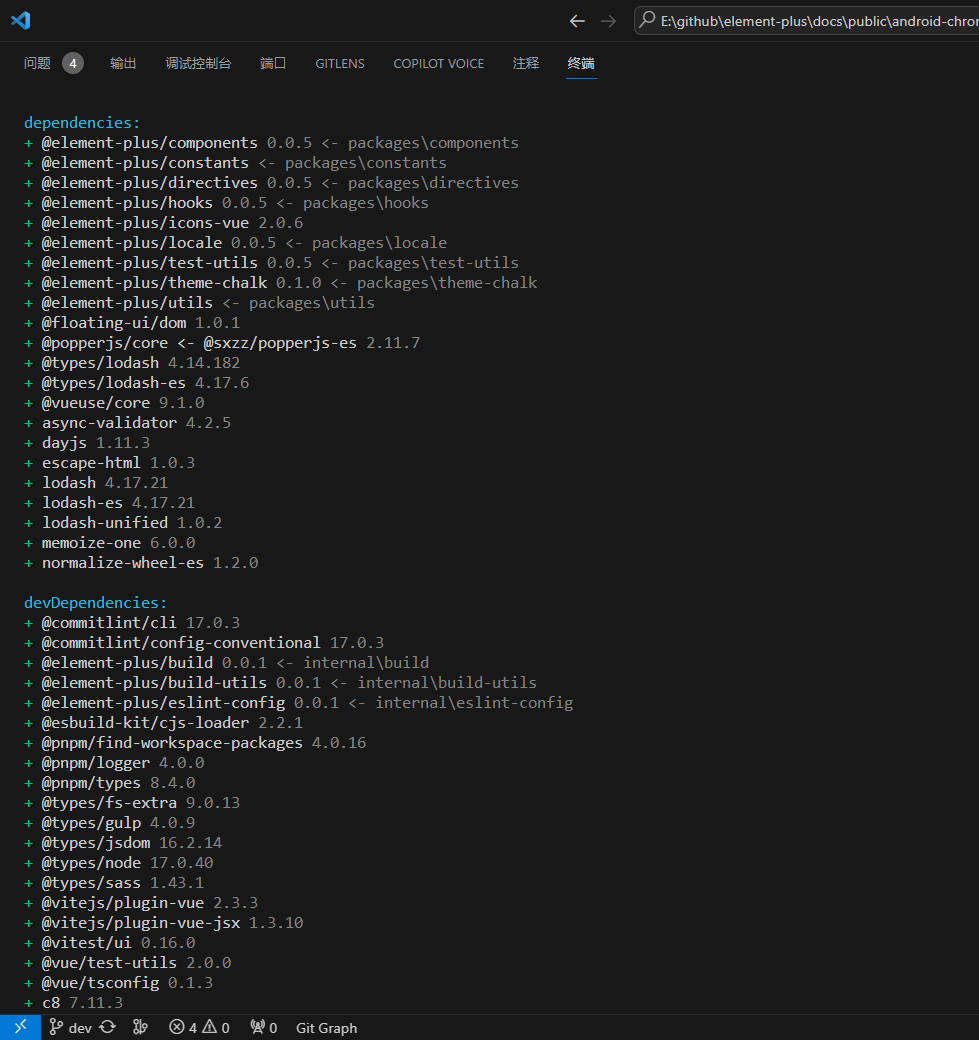 E:\github\element-plus\docs\public\android-chro
问题 4 输出 调试控制台 端口 GITLENS COPILOT VOICE 注释 终端
dependencies:
+ @element-plus/components 0.0.5 <- packages\components
+ @element-plus/constants <- packages\constants
+ @element-plus/directives 0.0.5 <- packages\directives
+ @element-plus/hooks 0.0.5 <- packages\hooks
+ @element-plus/icons-vue 2.0.6
+ @element-plus/locale 0.0.5 <- packages\locale
+ @element-plus/test-utils 0.0.5 <- packages\test-utils
+ @element-plus/theme-chalk 0.1.0 <- packages\theme-chalk
+ @element-plus/utils <- packages\utils
+ @floating-ui/dom 1.0.1
+ @popperjs/core <- @sxzz/popperjs-es 2.11.7
+ @types/lodash 4.14.182
+ @types/lodash-es 4.17.6
+ @vueuse/core 9.1.0
+ async-validator 4.2.5
+ dayjs 1.11.3
+ escape-html 1.0.3
+ lodash 4.17.21
+ lodash-es 4.17.21
+ lodash-unified 1.0.2
+ memoize-one 6.0.0
+ normalize-wheel-es 1.2.0
devDependencies:
+ @commitlint/cli 17.0.3
+ @commitlint/config-conventional 17.0.3
+ @element-plus/build 0.0.1 <- internal\build
+ @element-plus/build-utils 0.0.1 <- internal\build-utils
+ @element-plus/eslint-config 0.0.1 <- internal\eslint-config
+ @esbuild-kit/cjs-loader 2.2.1
+ @pnpm/find-workspace-packages 4.0.16
+ @pnpm/logger 4.0.0
+ @pnpm/types 8.4.0
+ @types/fs-extra 9.0.13
+ @types/gulp 4.0.9
+ @types/jsdom 16.2.14
+ @types/node 17.0.40
+ @types/sass 1.43.1
+ @vitejs/plugin-vue 2.3.3
+ @vitejs/plugin-vue-jsx 1.3.10
+ @vitest/ui 0.16.0
+ @vue/test-utils 2.0.0
+ @vue/tsconfig 0.1.3
+ c8 7.11.3
dev 4 0 0 Git Graph